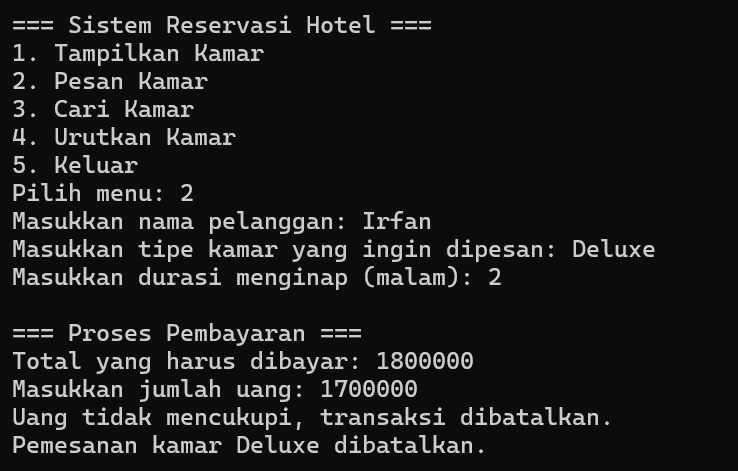 === Sistem Reservasi Hotel ===
1. Tampilkan Kamar
2. Pesan Kamar
3. Cari Kamar
4. Urutkan Kamar
5. Keluar
Pilih menu: 2
Masukkan nama pelanggan: Irfan
Masukkan tipe kamar yang ingin dipesan: Deluxe
Masukkan durasi menginap (malam): 2

=== Proses Pembayaran ===
Total yang harus dibayar: 1800000
Masukkan jumlah uang: 1700000
Uang tidak mencukupi, transaksi dibatalkan.
Pemesanan kamar Deluxe dibatalkan.